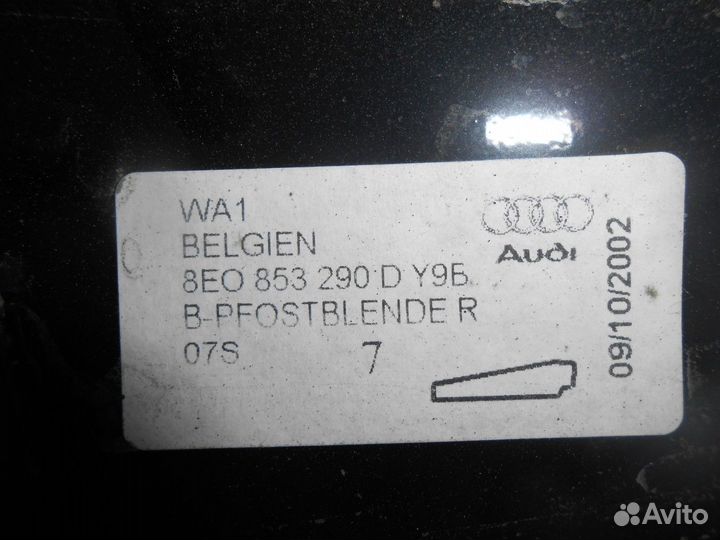 WA1
BELGIEN
8E0 853 290 D Y9B
B-PFOSTBLENDE R
07S 7
Audi
09/10/2002
Avito